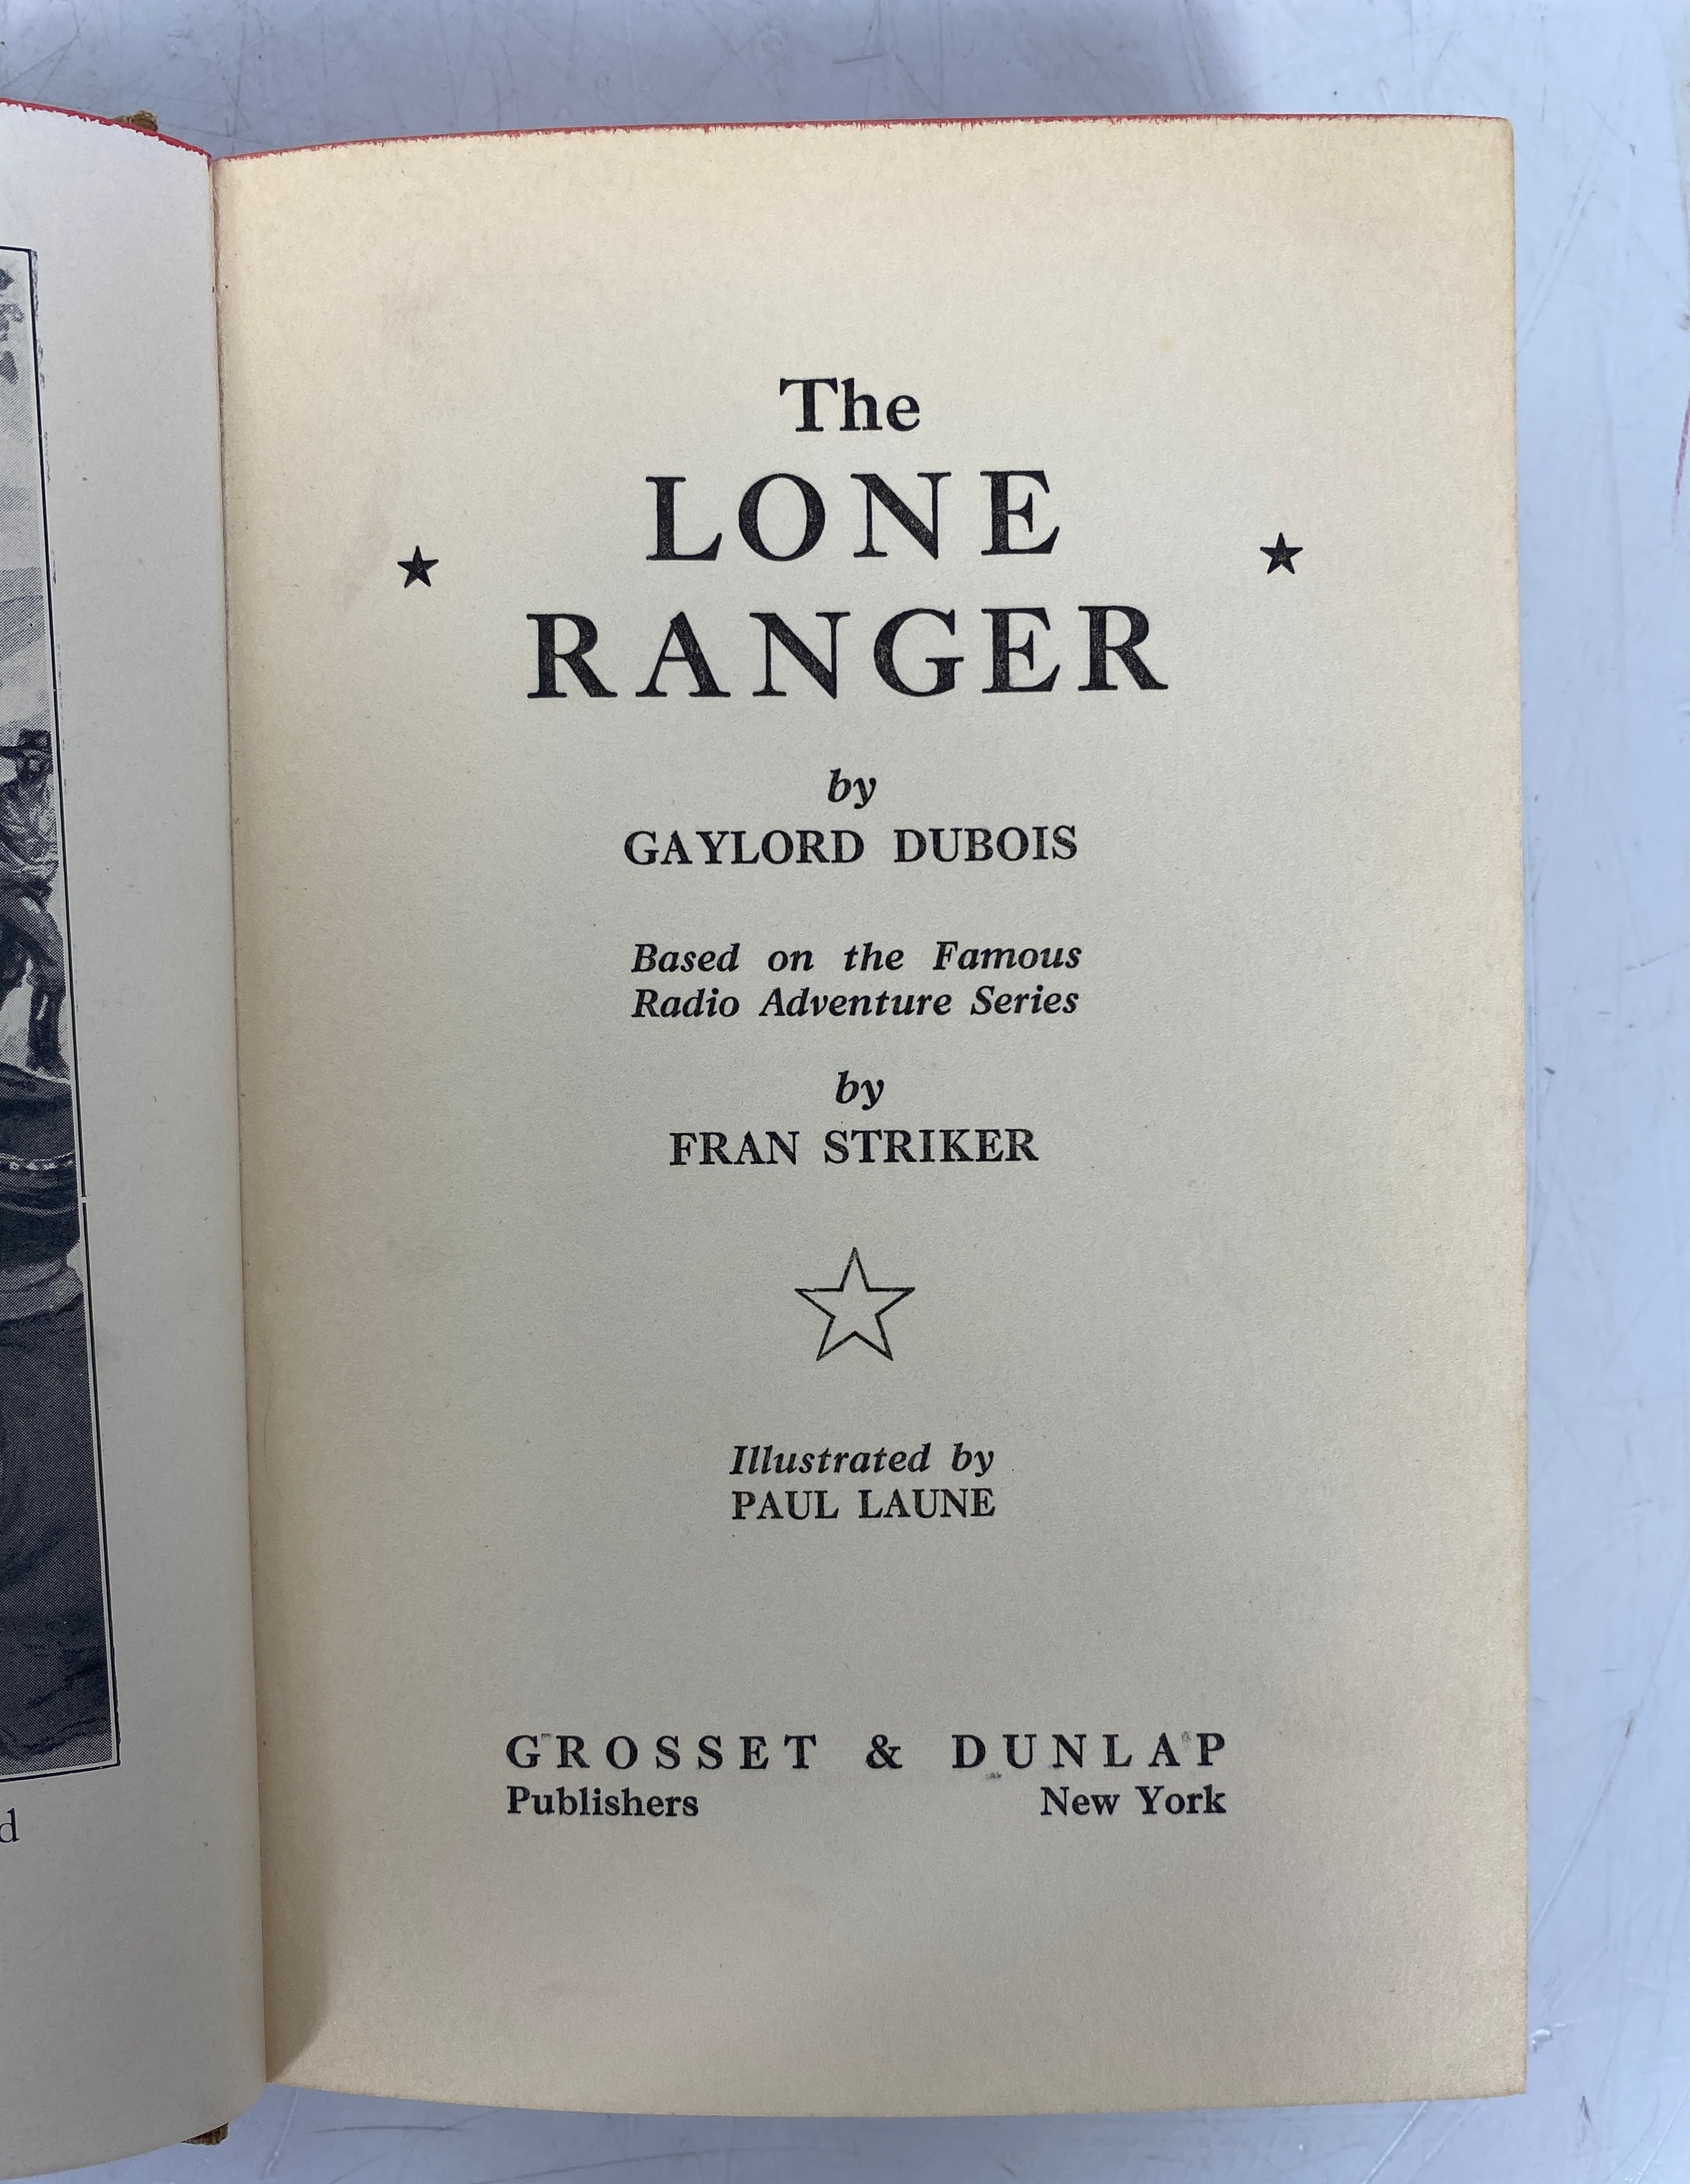 The
LONE
RANGER
by
GAYLORD DUBOIS
Based on the Famous
Radio Adventure Series
by
FRAN STRIKER
Illustrated by
PAUL LAUNE
GROSSET & DUNLAP
Publishers New York
d